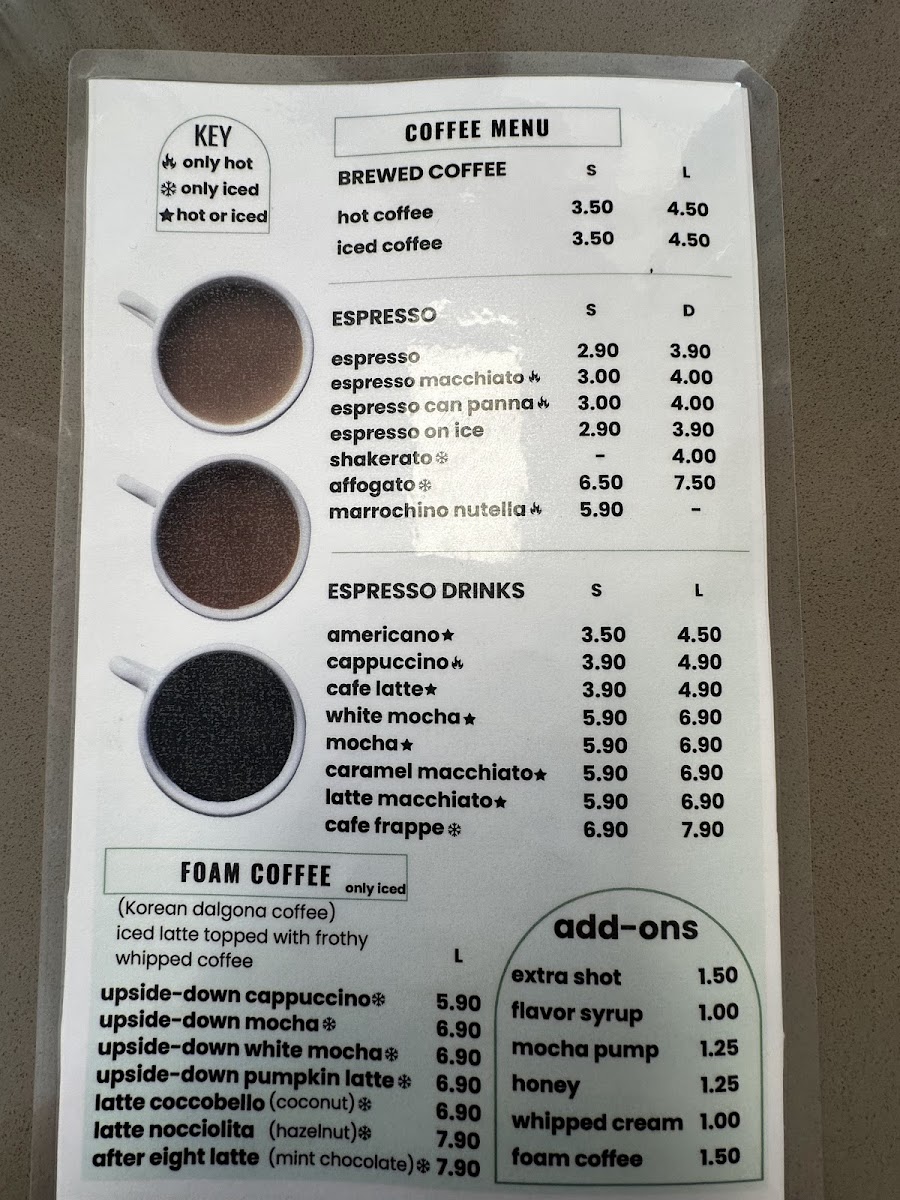 KEY
only hot
only iced
hot or iced
COFFEE MENU
BREWED COFFEE S L
hot coffee 3.50 4.50
iced coffee 3.50 4.50
ESPRESSO S D
espresso 2.90 3.90
espresso macchiato 3.00 4.00
espresso can panna 3.00 4.00
espresso on ice 2.90 3.90
shakerato - 4.00
affogato 6.50 7.50
marrochino nutella 5.90 -
ESPRESSO DRINKS S L
americano 3.50 4.50
cappuccino 3.90 4.90
cafe latte 3.90 4.90
white mocha 5.90 6.90
mocha 5.90 6.90
caramel macchiato 5.90 6.90
latte macchiato 5.90 6.90
cafe frappe 6.90 7.90
FOAM COFFEE only iced
(Korean dalgona coffee)
iced latte topped with frothy
whipped coffee L
upside-down cappuccino 5.90
upside-down mocha 6.90
upside-down white mocha 6.90
upside-down pumpkin latte 6.90
latte coccobello (coconut) 6.90
latte nocciolita (hazelnut) 7.90
after eight latte (mint chocolate) 7.90
add-ons
extra shot 1.50
flavor syrup 1.00
mocha pump 1.25
honey 1.25
whipped cream 1.00
foam coffee 1.50